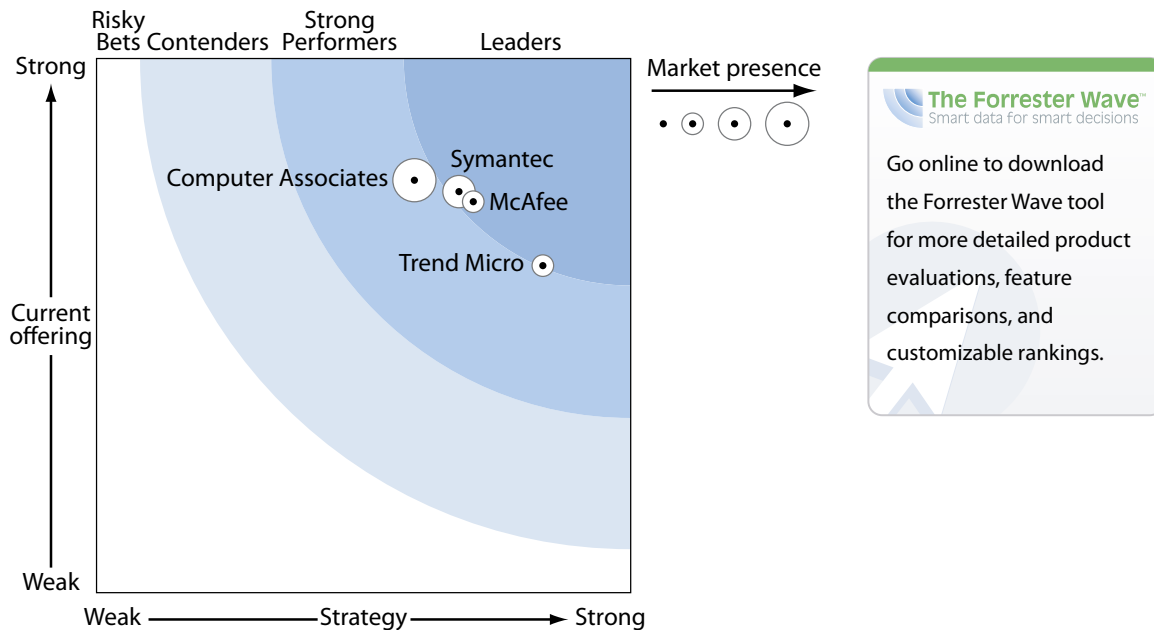 Risky
Bets
Contenders
Strong
Performers
Leaders
Strong
Current
offering
Weak
Computer Associates
Symantec
McAfee
Trend Micro
Weak
Strategy
Strong
Market presence
The Forrester Wave™
Smart data for smart decisions
Go online to download
the Forrester Wave tool
for more detailed product
evaluations, feature
comparisons, and
customizable rankings.